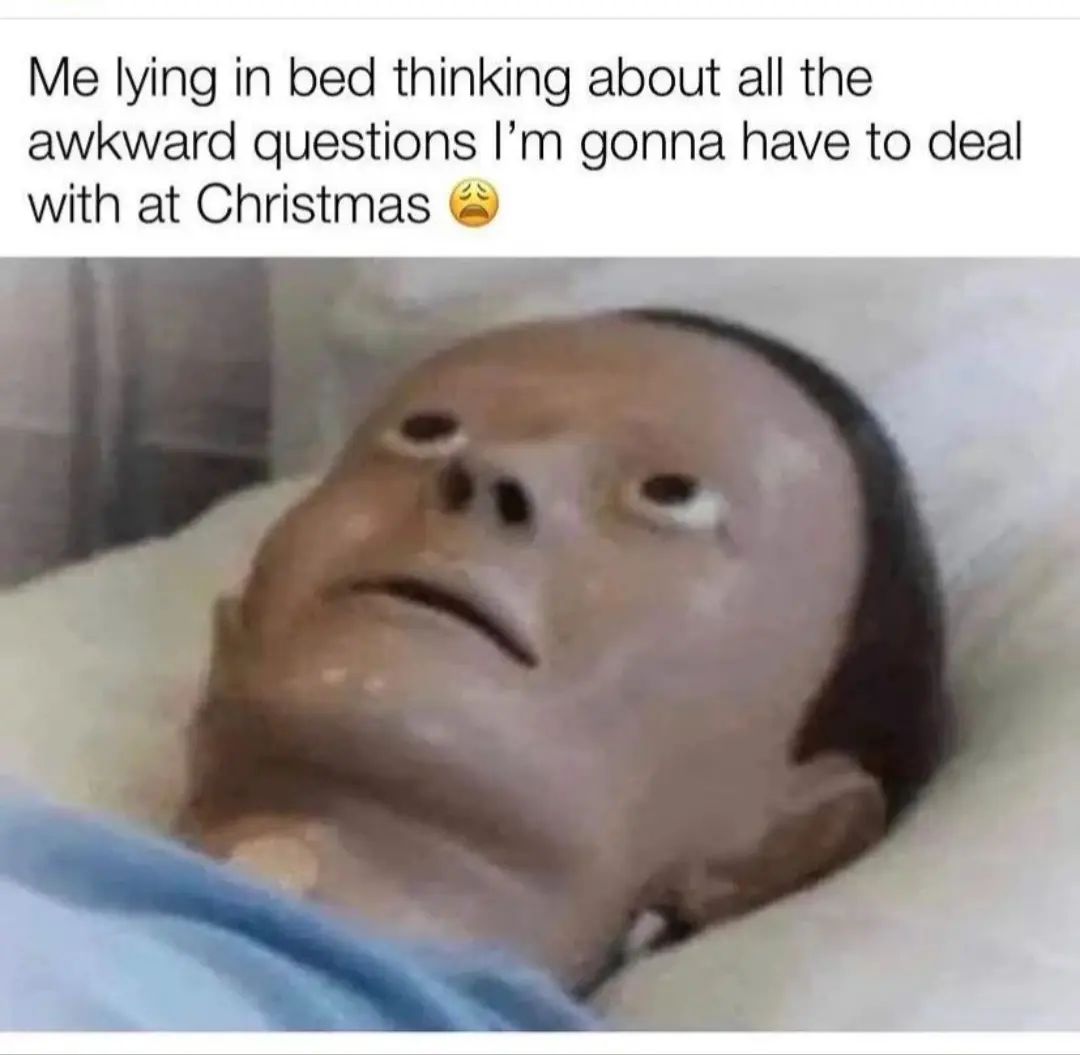 Me lying in bed thinking about all the
awkward questions I’m gonna have to deal
with at Christmas 😩